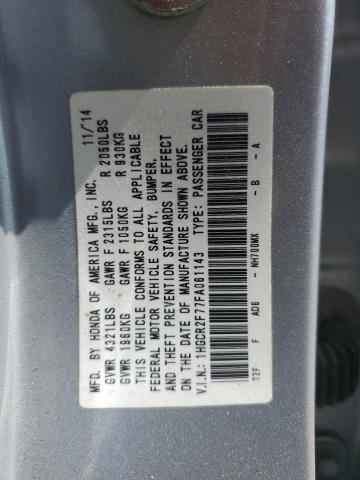 MFD. BY HONDA OF AMERICA MFG., INC. 11/14
GVWR 4321LBS GAWR F 2315LBS R 2050LBS
GVWR 1960KG GAWR F 1050KG R 930KG
THIS VEHICLE CONFORMS TO ALL APPLICABLE
FEDERAL MOTOR VEHICLE SAFETY, BUMPER,
AND THEFT PREVENTION STANDARDS IN EFFECT
ON THE DATE OF MANUFACTURE SHOWN ABOVE.
V.I.N.: 1HGCR2F77FA061143 TYPE: PASSENGER CAR
T2F F AD6 - NH700MX - B - A